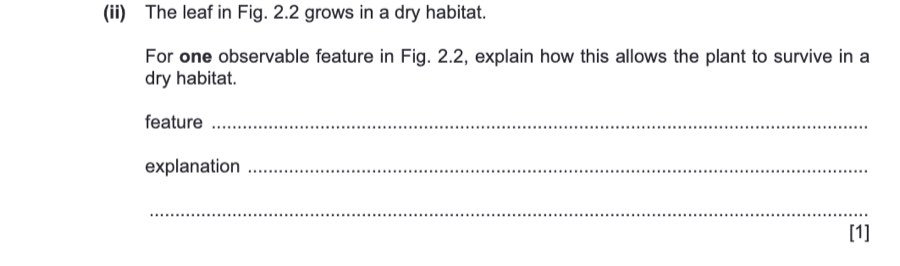 (ii) The leaf in Fig. 2.2 grows in a dry habitat.
For one observable feature in Fig. 2.2, explain how this allows the plant to survive in a
dry habitat.
feature ..............................................................................................................................
explanation ......................................................................................................................
...........................................................................................................................................
[1]